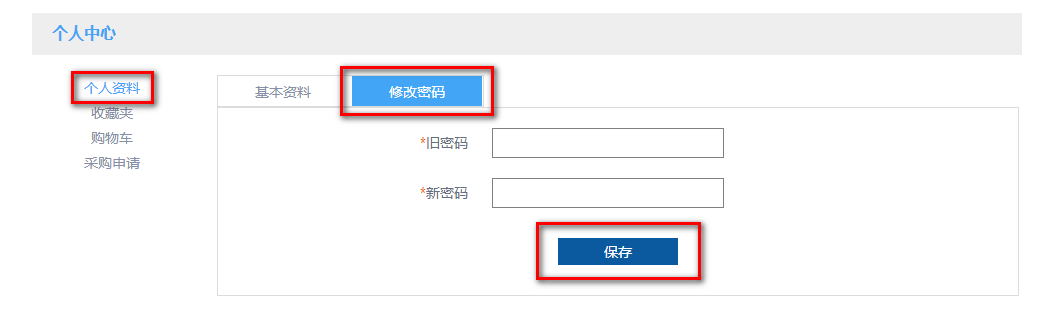 个人中心
个人资料
收藏夹
购物车
采购申请
基本资料 修改密码
*旧密码
*新密码
保存